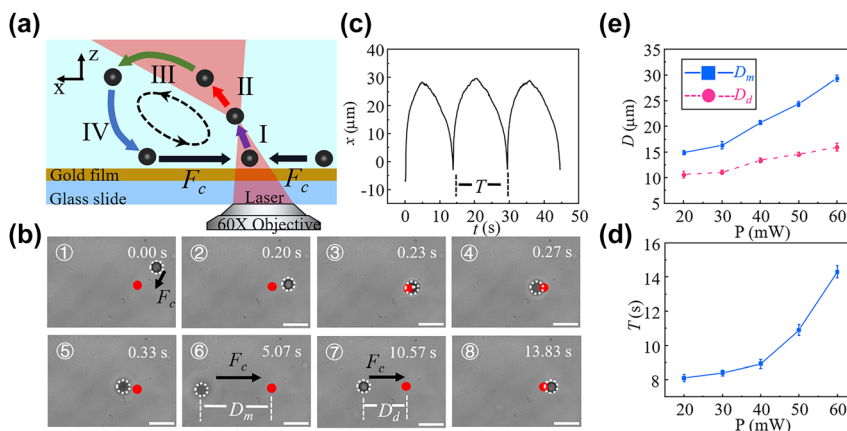 (a)
z
x
III
II
I
IV
F_c
F_c
Gold film
Glass slide
Laser
60X Objective
(b)
① 0.00 s
F_c
② 0.20 s
③ 0.23 s
④ 0.27 s
⑤ 0.33 s
⑥ 5.07 s
F_c
D_m
⑦ 10.57 s
F_c
D_d
⑧ 13.83 s
(c)
x (μm)
40
30
20
10
0
-10
T
0 10 20 30 40 50
t (s)
(e)
D (μm)
35
30
25
20
15
10
5
D_m
D_d
20 30 40 50 60
P (mW)
(d)
T (s)
16
14
12
10
8
6
20 30 40 50 60
P (mW)